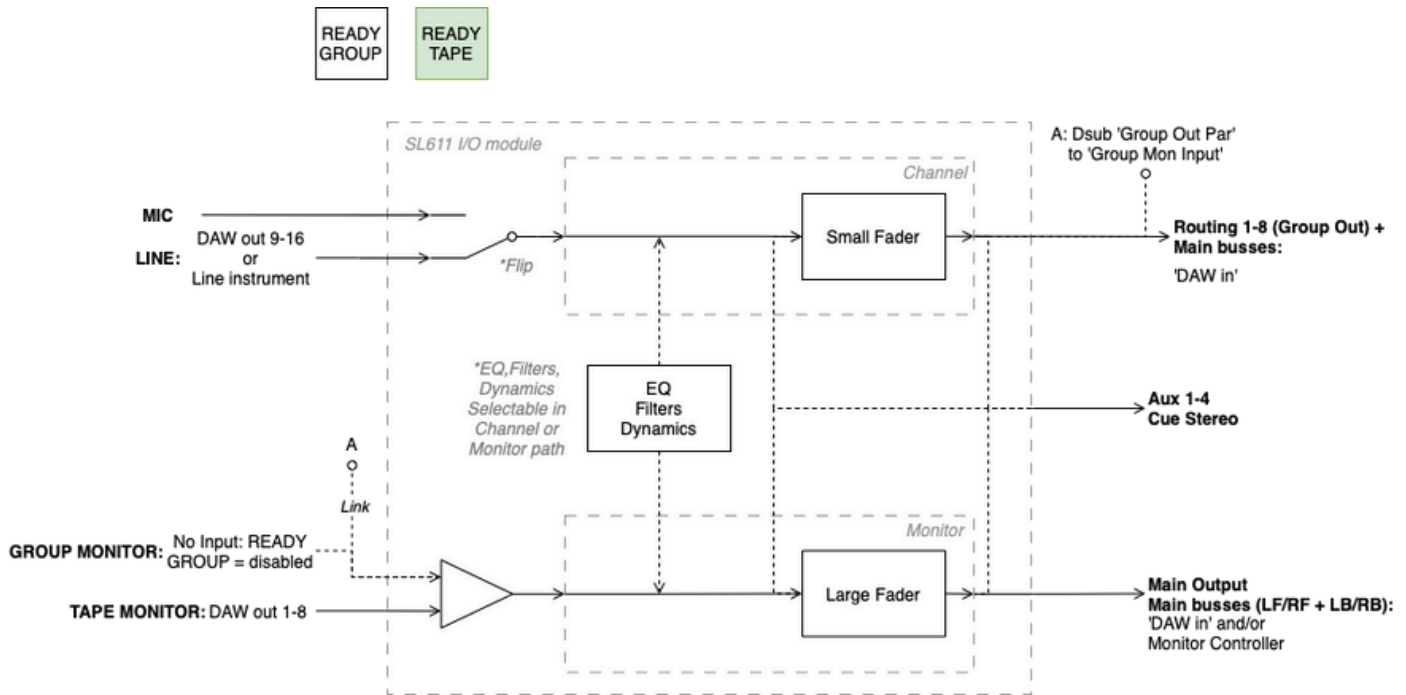 READY
GROUP
READY
TAPE
SL611 I/O module
Channel
A: Dsub 'Group Out Par'
to 'Group Mon Input'
MIC
LINE:
DAW out 9-16
or
Line instrument
*Flip
Small Fader
Routing 1-8 (Group Out) +
Main busses:
'DAW in'
*EQ,Filters,
Dynamics
Selectable in
Channel or
Monitor path
EQ
Filters
Dynamics
Aux 1-4
Cue Stereo
A
Link
GROUP MONITOR:
No Input: READY
GROUP = disabled
TAPE MONITOR: DAW out 1-8
Monitor
Large Fader
Main Output
Main busses (LF/RF + LB/RB):
'DAW in' and/or
Monitor Controller